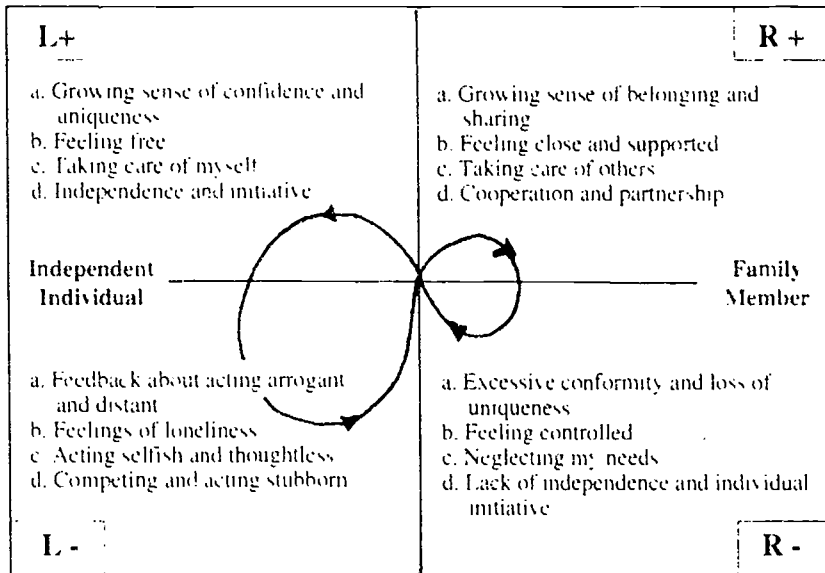 L+
a. Growing sense of confidence and
uniqueness
b. Feeling free
c. Taking care of myself
d. Independence and initiative
R +
a. Growing sense of belonging and
sharing
b. Feeling close and supported
c. Taking care of others
d. Cooperation and partnership
Independent
Individual
Family
Member
a. Feedback about acting arrogant
and distant
b. Feelings of loneliness
c Acting selfish and thoughtless
d. Competing and acting stubborn
L -
a. Excessive conformity and loss of
uniqueness
b. Feeling controlled
c. Neglecting my needs
d. Lack of independence and individual
initiative
R -